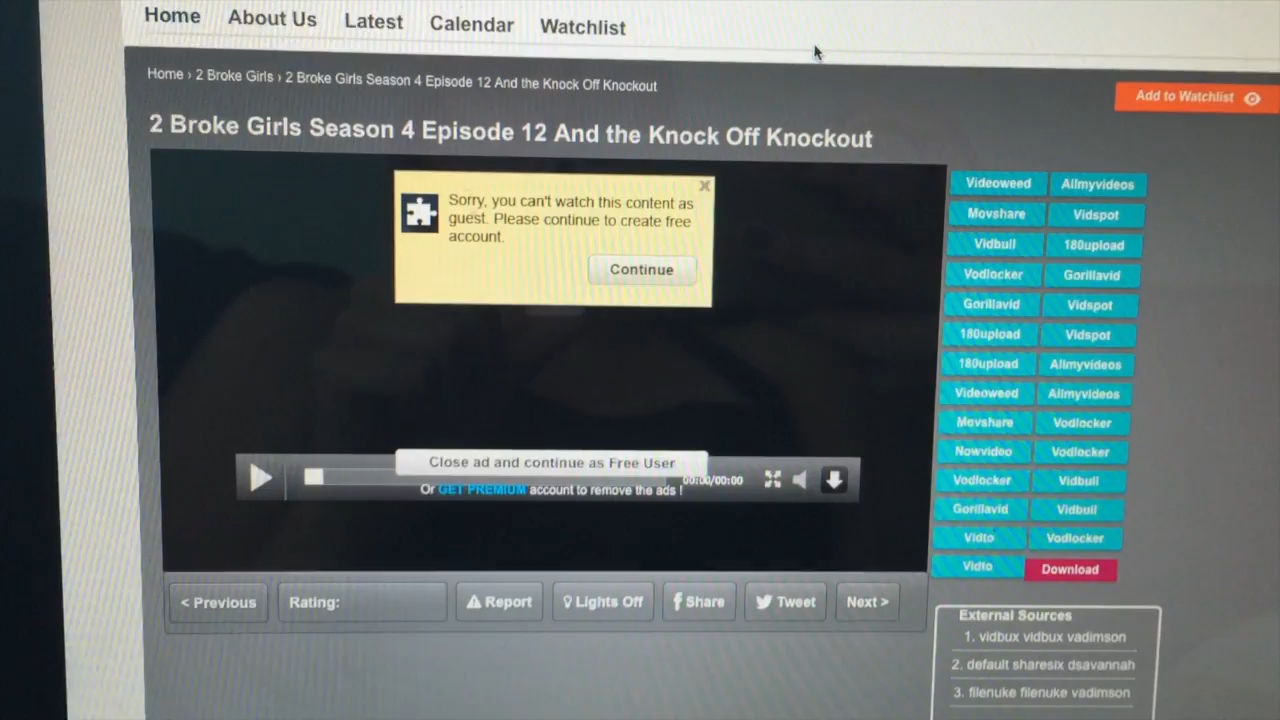 Home About Us Latest Calendar Watchlist
Home › 2 Broke Girls › 2 Broke Girls Season 4 Episode 12 And the Knock Off Knockout
Add to Watchlist
2 Broke Girls Season 4 Episode 12 And the Knock Off Knockout
Sorry, you can't watch this content as
guest. Please continue to create free
account.
Continue
Close ad and continue as Free User
00:00/00:00
Or GET PREMIUM account to remove the ads !
< Previous Rating: Report Lights Off Share Tweet Next >
Videoweed Allmyvideos
Movshare Vidspot
Vidbull 180upload
Vodlocker Gorillavid
Gorillavid Vidspot
180upload Vidspot
180upload Allmyvideos
Videoweed Allmyvideos
Movshare Vodlocker
Nowvideo Vodlocker
Vodlocker Vidbull
Gorillavid Vidbull
Vidto Vodlocker
Vidto Download
External Sources
1. vidbux vidbux vadimson
2. default sharesix dsavannah
3. filenuke filenuke vadimson